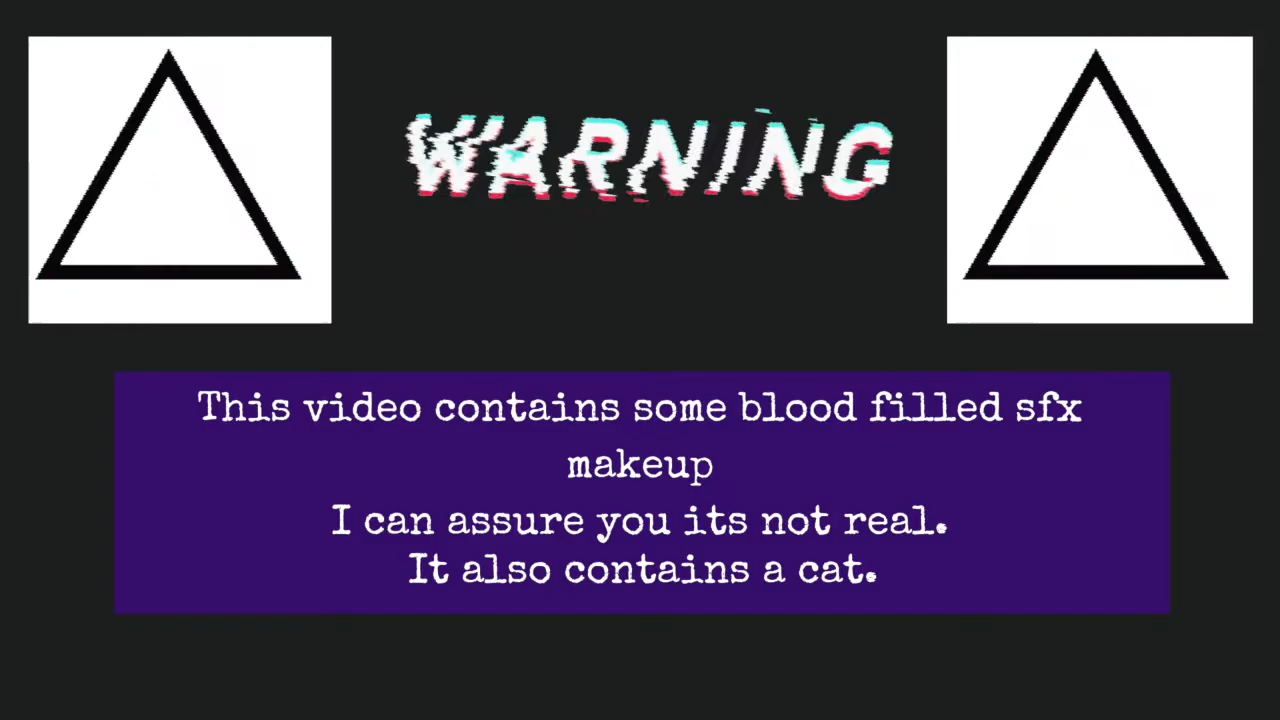 WARNING
This video contains some blood filled sfx
makeup
I can assure you its not real.
It also contains a cat.